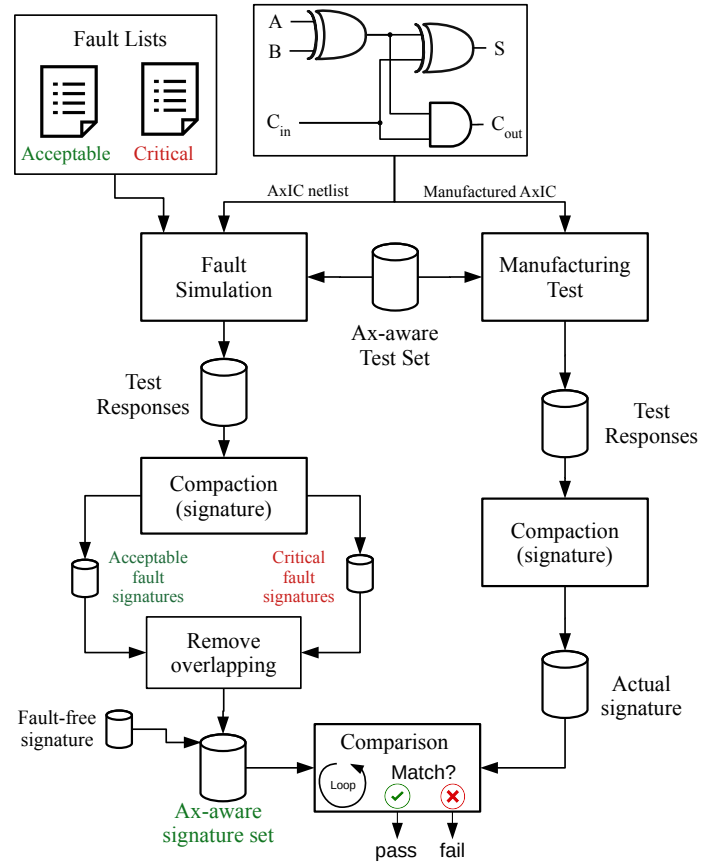 Fault Lists
Acceptable
Critical
A
B
C_in
S
C_out
AxIC netlist
Manufactured AxIC
Fault
Simulation
Manufacturing
Test
Ax-aware
Test Set
Test
Responses
Test
Responses
Compaction
(signature)
Compaction
(signature)
Acceptable
fault
signatures
Critical
fault
signatures
Remove
overlapping
Actual
signature
Fault-free
signature
Ax-aware
signature set
Comparison
Loop
Match?
pass
fail